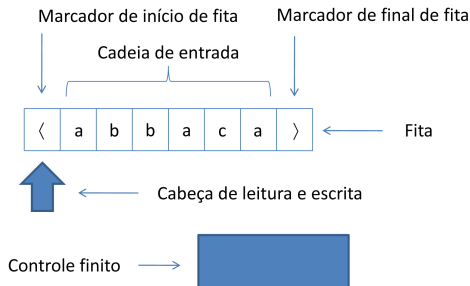 Marcador de início de fita
Marcador de final de fita
Cadeia de entrada
〈 a b b a c a 〉
Fita
Cabeça de leitura e escrita
Controle finito